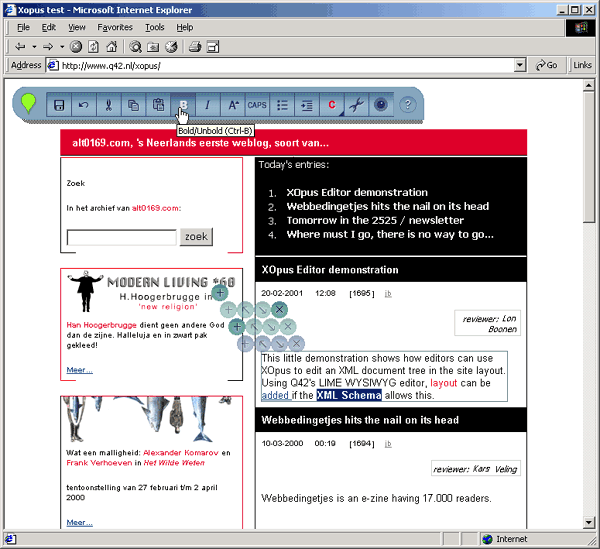 Xopus test - Microsoft Internet Explorer
File Edit View Favorites Tools Help
Address http://www.q42.nl/xopus/ Go Links
B I A CAPS C ?
Bold/Unbold (Ctrl-B)
alt0169.com, 's Neerlands eerste weblog, soort van...
Zoek
In het archief van alt0169.com:
zoek
MODERN LIVING *60
H.Hoogerbrugge in
'new religion'
Han Hoogerbrugge dient geen andere God
dan de zijne. Halleluja en in zwart pak
gekleed!
Meer...
Wat een malligheid: Alexander Komarov en
Frank Verhoeven in Het Wilde Weten
tentoonstelling van 27 februari t/m 2 april
2000
Meer...
Today's entries:
1. XOpus Editor demonstration
2. Webbedingetjes hits the nail on its head
3. Tomorrow in the 2525 / newsletter
4. Where must I go, there is no way to go...
XOpus Editor demonstration
20-02-2001 12:08 [1695] ib
reviewer: Lon
Boonen
This little demonstration shows how editors can use
XOpus to edit an XML document tree in the site layout.
Using Q42's LIME WYSIWYG editor, layout can be
added if the XML Schema allows this.
Webbedingetjes hits the nail on its head
10-03-2000 00:19 [1694] ib
reviewer: Kars Veling
Webbedingetjes is an e-zine having 17.000 readers.
Internet